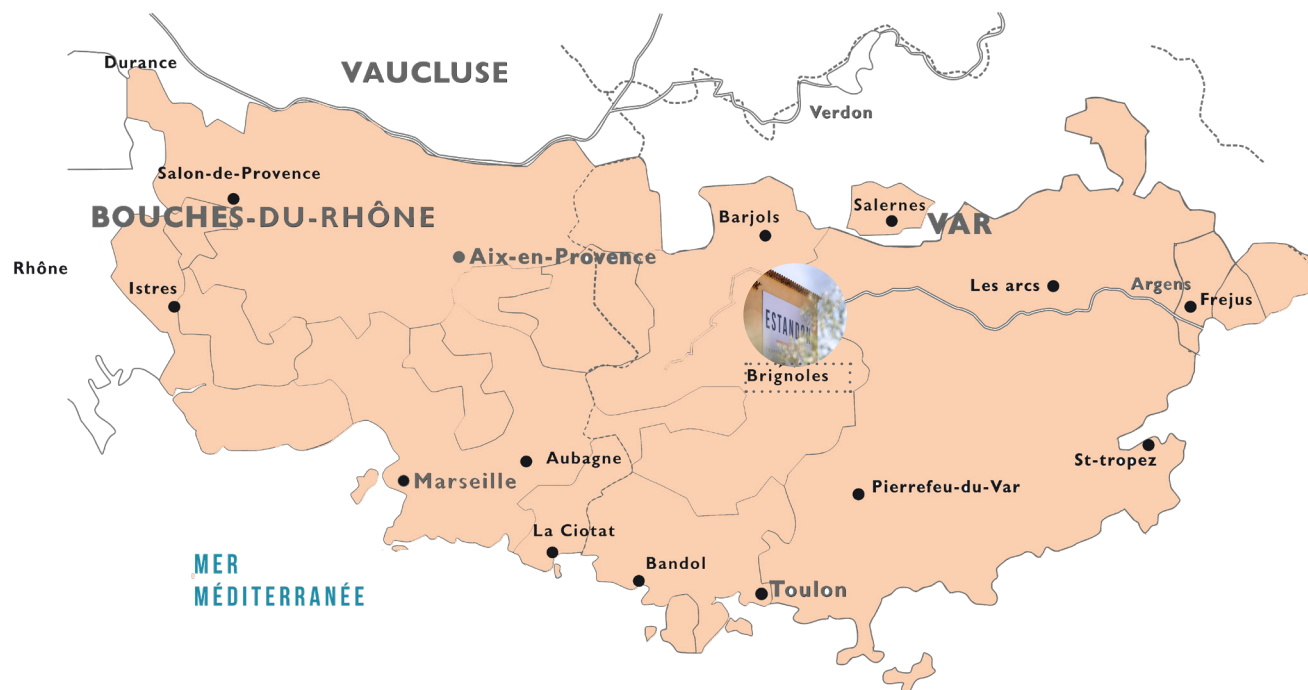 Durance
VAUCLUSE
Verdon
Salon-de-Provence
BOUCHES-DU-RHÔNE
Barjols
Salernes
VAR
Rhône
Aix-en-Provence
Istres
Les arcs
Argens
Frejus
ESTANDON
Brignoles
Aubagne
St-tropez
Marseille
Pierrefeu-du-Var
La Ciotat
Bandol
Toulon
MER
MÉDITERRANÉE